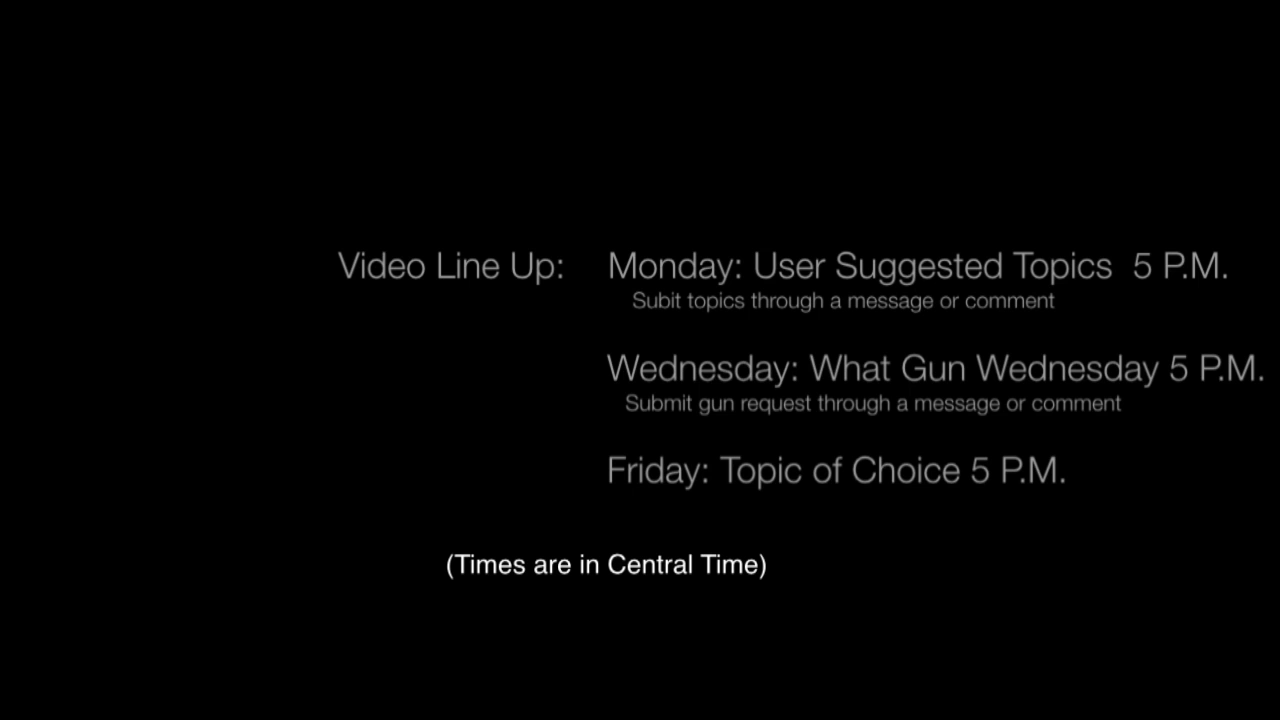 Video Line Up: Monday: User Suggested Topics 5 P.M.
Subit topics through a message or comment
Wednesday: What Gun Wednesday 5 P.M.
Submit gun request through a message or comment
Friday: Topic of Choice 5 P.M.
(Times are in Central Time)